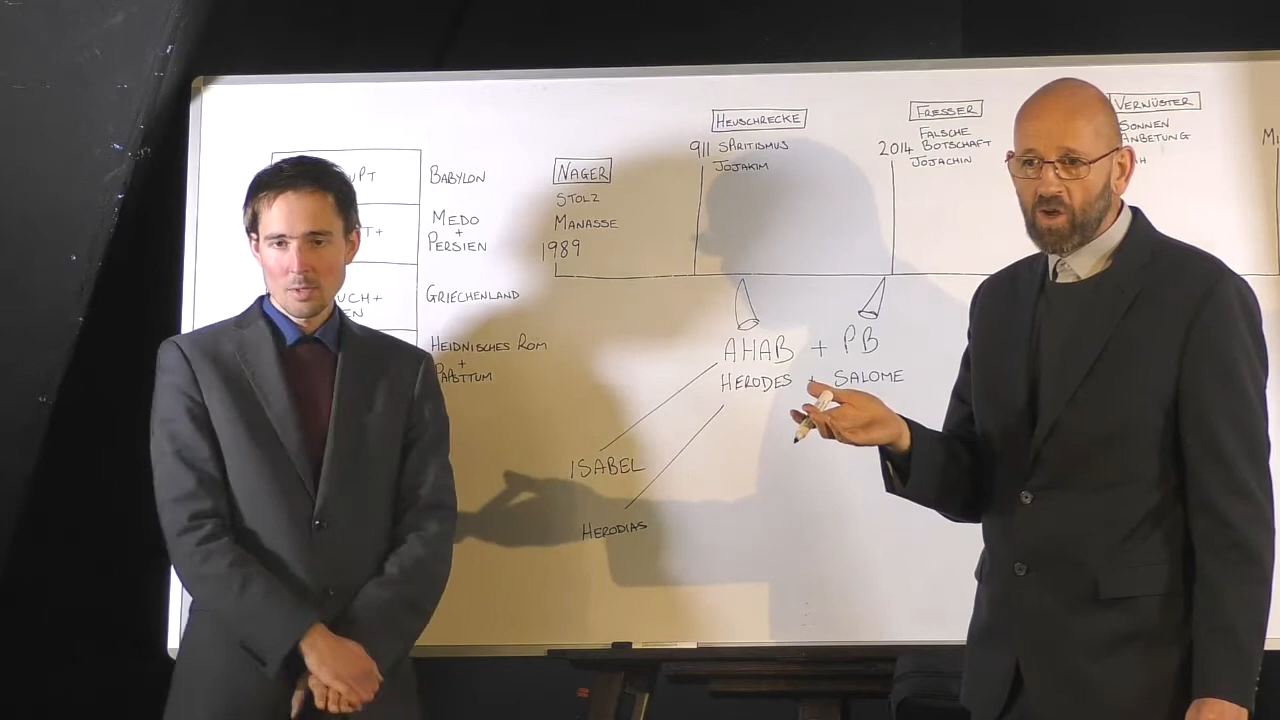 BABYLON
MEDO
+
PERSIEN
GRIECHENLAND
HEIDNISCHES ROM
+
PAPSTTUM
NAGER
STOLZ
MANASSE
1989
HEUSCHRECKE
911 SPIRITISMUS
JOJAKIM
FRESSER
FALSCHE
2014 BOTSCHAFT
JOJACHIN
VERWÜSTER
SONNEN
ANBETUNG
AHAB + PB
HERODES + SALOME
ISABEL
HERODIAS